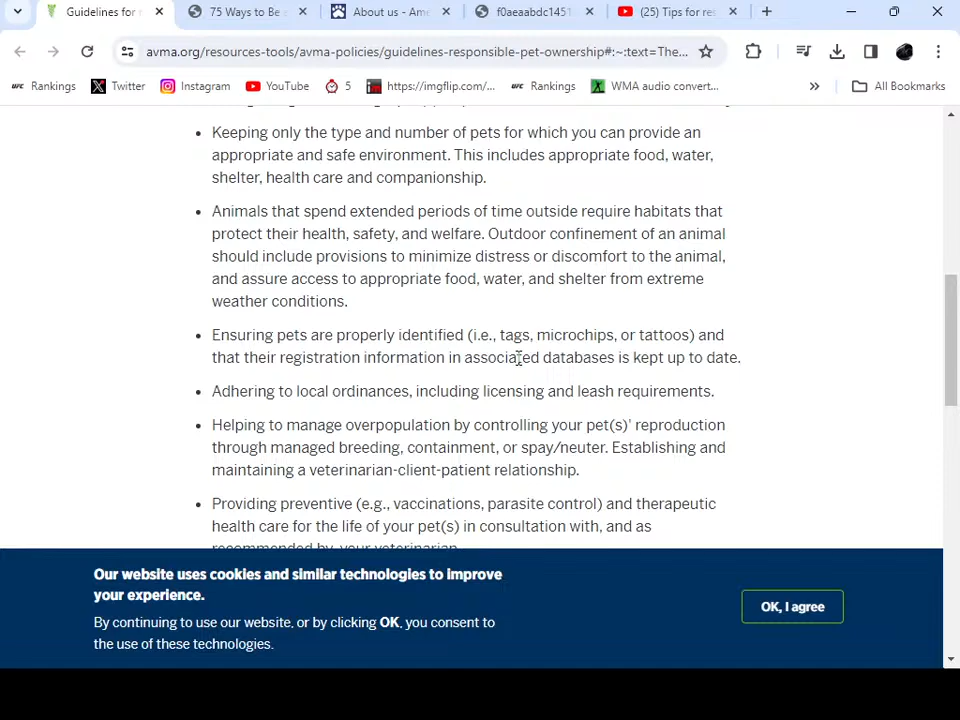 Guidelines for r
75 Ways to Be a
About us - Ame
f0aeaabdc1451
(25) Tips for res
avma.org/resources-tools/avma-policies/guidelines-responsible-pet-ownership#:~:text=The...
UFC Rankings
Twitter
Instagram
YouTube
5
https://imgflip.com/...
UFC Rankings
WMA audio convert...
All Bookmarks
• Keeping only the type and number of pets for which you can provide an
appropriate and safe environment. This includes appropriate food, water,
shelter, health care and companionship.
• Animals that spend extended periods of time outside require habitats that
protect their health, safety, and welfare. Outdoor confinement of an animal
should include provisions to minimize distress or discomfort to the animal,
and assure access to appropriate food, water, and shelter from extreme
weather conditions.
• Ensuring pets are properly identified (i.e., tags, microchips, or tattoos) and
that their registration information in associated databases is kept up to date.
• Adhering to local ordinances, including licensing and leash requirements.
• Helping to manage overpopulation by controlling your pet(s)' reproduction
through managed breeding, containment, or spay/neuter. Establishing and
maintaining a veterinarian-client-patient relationship.
• Providing preventive (e.g., vaccinations, parasite control) and therapeutic
health care for the life of your pet(s) in consultation with, and as
recommended by, your veterinarian.
Our website uses cookies and similar technologies to improve
your experience.
By continuing to use our website, or by clicking OK, you consent to
the use of these technologies.
OK, I agree